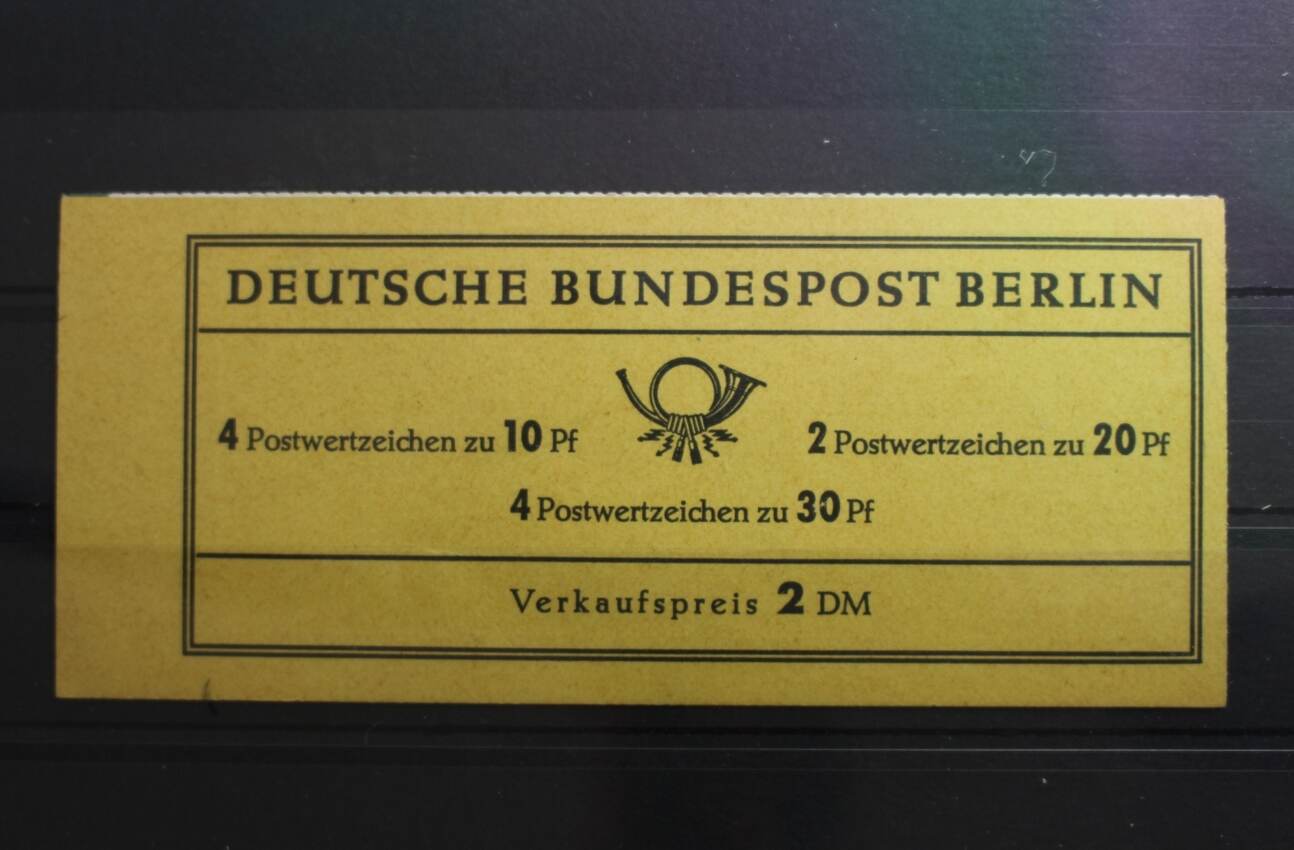 DEUTSCHE BUNDESPOST BERLIN
4 Postwertzeichen zu 10 Pf
2 Postwertzeichen zu 20 Pf
4 Postwertzeichen zu 30 Pf
Verkaufspreis 2 DM